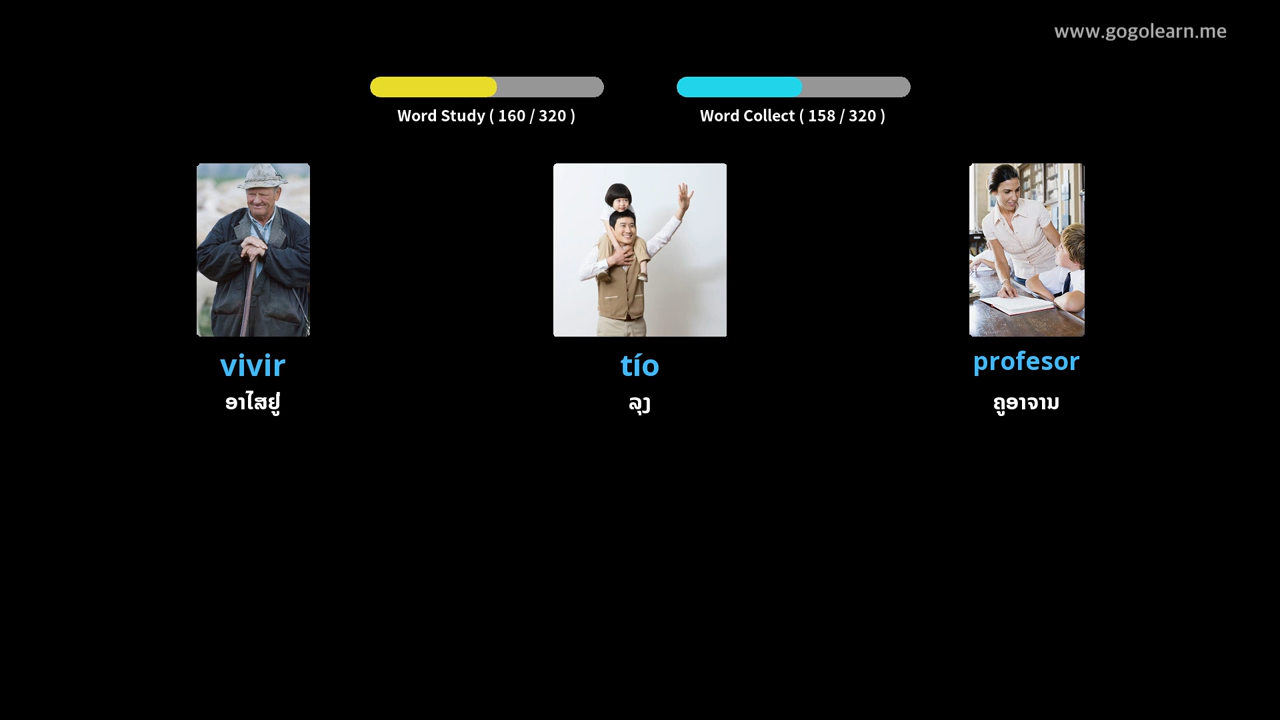 www.gogolearn.me
Word Study ( 160 / 320 )
Word Collect ( 158 / 320 )
vivir
ອາໄສຢູ່
tío
ລຸງ
profesor
ຄູອາຈານ